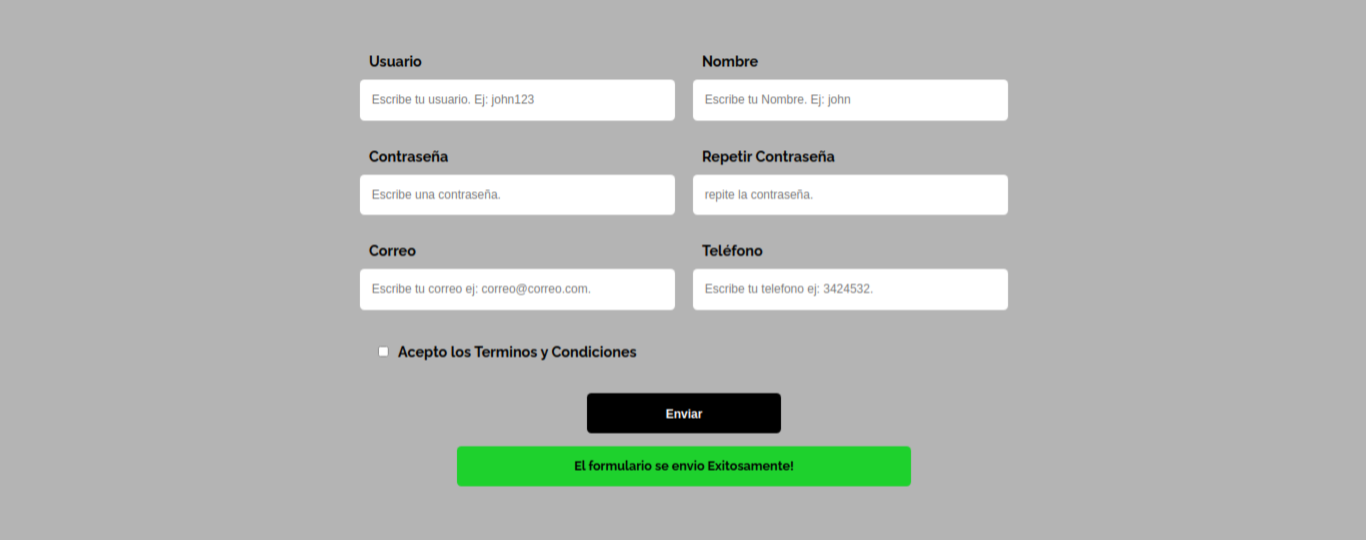 Usuario
Nombre
Escribe tu usuario. Ej: john123
Escribe tu Nombre. Ej: john
Contraseña
Repetir Contraseña
Escribe una contraseña.
repite la contraseña.
Correo
Teléfono
Escribe tu correo ej: correo@correo.com.
Escribe tu telefono ej: 3424532.
Acepto los Terminos y Condiciones
Enviar
El formulario se envio Exitosamente!